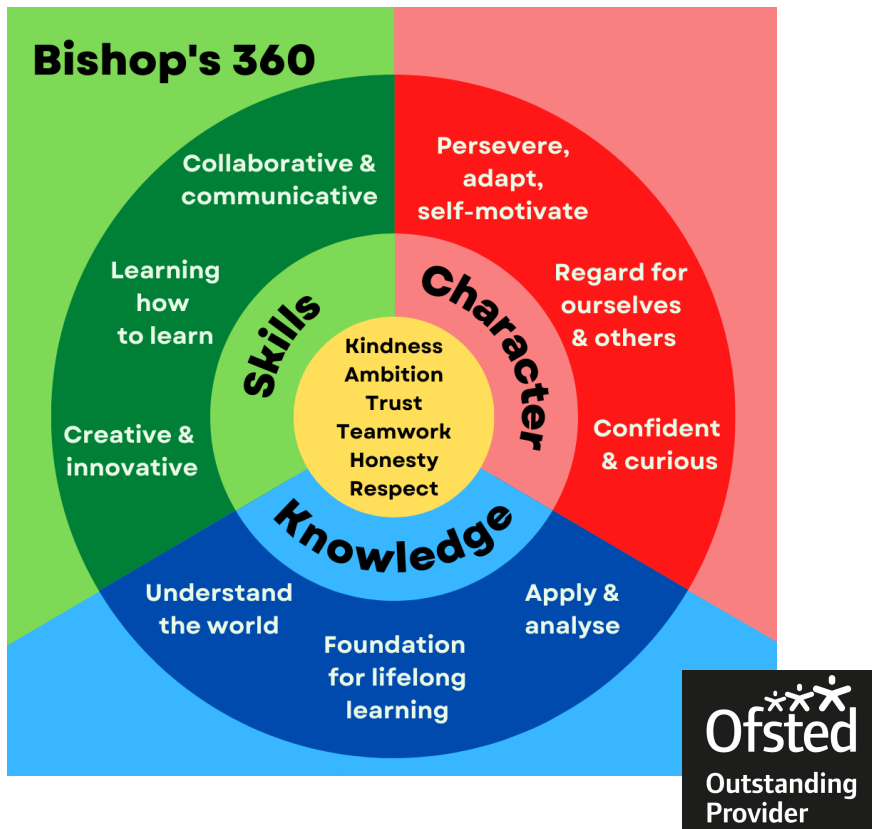 Bishop's 360
Collaborative &
communicative
Learning
how
to learn
Creative &
innovative
Skills
Persevere,
adapt,
self-motivate
Regard for
ourselves
& others
Confident
& curious
Character
Kindness
Ambition
Trust
Teamwork
Honesty
Respect
Knowledge
Understand
the world
Foundation
for lifelong
learning
Apply &
analyse
Ofsted
Outstanding
Provider